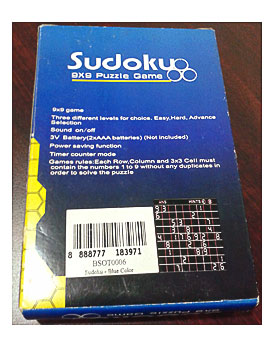 Sudoku
9X9 Puzzle Game
9x9 game
Three different levels for choice. Easy,Hard, Advance
Selection
Sound on/off
3V Battery(2xAAA batteries) (Not included)
Power saving function
Timer counter mode
Games rules:Each Row,Column and 3x3 Cell must
contain the numbers 1 to 9 without any duplicates in
order to solve the puzzle
8 888777 183971
BSOT0006
Sudoku - Blue Color
9X9 Puzzle Game